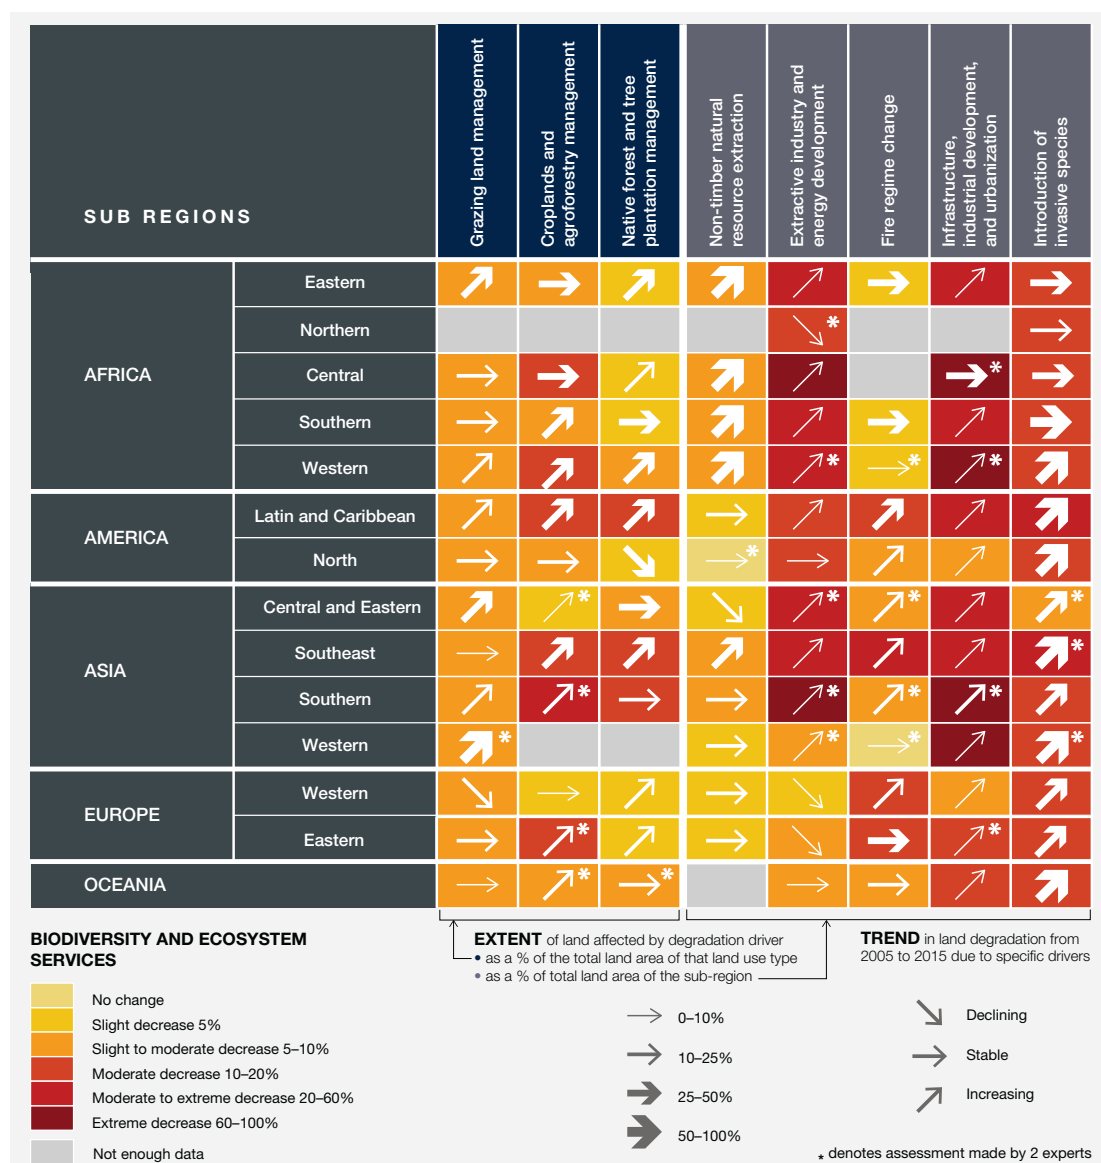 SUB REGIONS
Grazing land management
Croplands and
agroforestry management
Native forest and tree
plantation management
Non-timber natural
resource extraction
Extractive industry and
energy development
Fire regime change
Infrastructure,
industrial development,
and urbanization
Introduction of
invasive species
AFRICA
Eastern
Northern
*
Central
*
Southern
Western
* * *
AMERICA
Latin and Caribbean
North
*
ASIA
Central and Eastern
* * * *
Southeast
*
Southern
* * * *
Western
* * * *
EUROPE
Western
Eastern
* *
OCEANIA
* *
BIODIVERSITY AND ECOSYSTEM
SERVICES
No change
Slight decrease 5%
Slight to moderate decrease 5–10%
Moderate decrease 10–20%
Moderate to extreme decrease 20–60%
Extreme decrease 60–100%
Not enough data
EXTENT of land affected by degradation driver
• as a % of the total land area of that land use type
• as a % of total land area of the sub-region
0–10%
10–25%
25–50%
50–100%
TREND in land degradation from
2005 to 2015 due to specific drivers
Declining
Stable
Increasing
* denotes assessment made by 2 experts